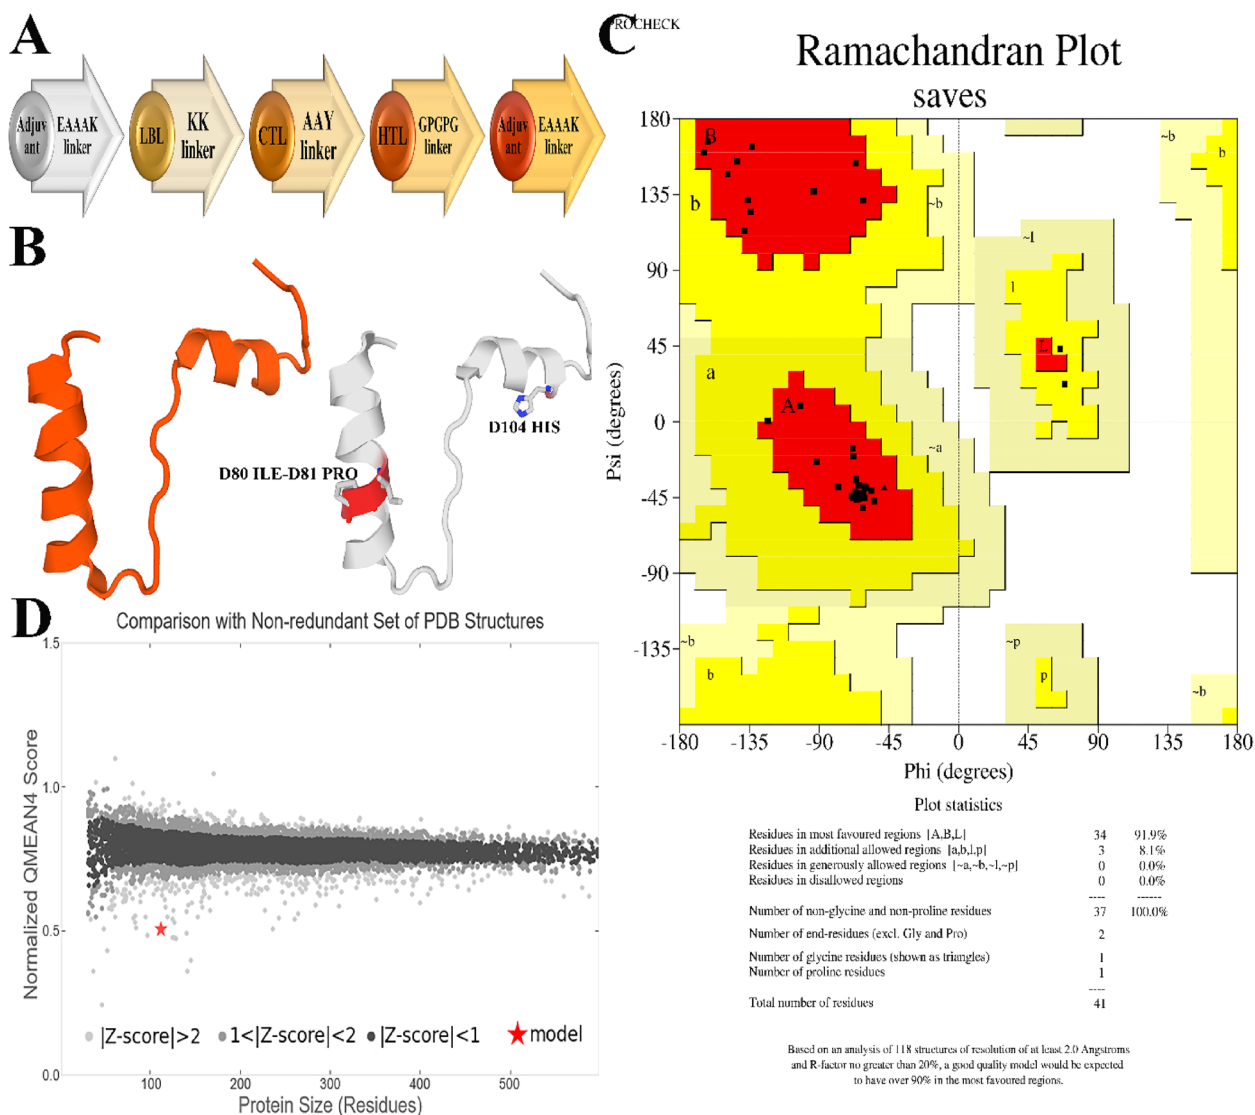 A
Adjuv
ant
EAAAK
linker
LBL
KK
linker
CTL
AAY
linker
HTL
GPGPG
linker
Adjuv
ant
EAAAK
linker
B
D80 ILE-D81 PRO
D104 HIS
C
PROCHECK
Ramachandran Plot
saves
180
135
90
45
0
-45
-90
-135
Psi (degrees)
B
~b
b
b
~b
~l
l
L
a
A
~a
~b
~p
b
p
~b
-180
-135
-90
-45
0
45
90
135
180
Phi (degrees)
Plot statistics
Residues in most favoured regions [A,B,L] 34 91.9%
Residues in additional allowed regions [a,b,l,p] 3 8.1%
Residues in generously allowed regions [~a,~b,~l,~p] 0 0.0%
Residues in disallowed regions 0 0.0%
---- ------
Number of non-glycine and non-proline residues 37 100.0%
Number of end-residues (excl. Gly and Pro) 2
Number of glycine residues (shown as triangles) 1
Number of proline residues 1
----
Total number of residues 41
Based on an analysis of 118 structures of resolution of at least 2.0 Angstroms
and R-factor no greater than 20%, a good quality model would be expected
to have over 90% in the most favoured regions.
D
Comparison with Non-redundant Set of PDB Structures
1.5
1.0
0.5
0.0
Normalized QMEAN4 Score
|Z-score|>2
1<|Z-score|<2
|Z-score|<1
model
100
200
300
400
500
Protein Size (Residues)